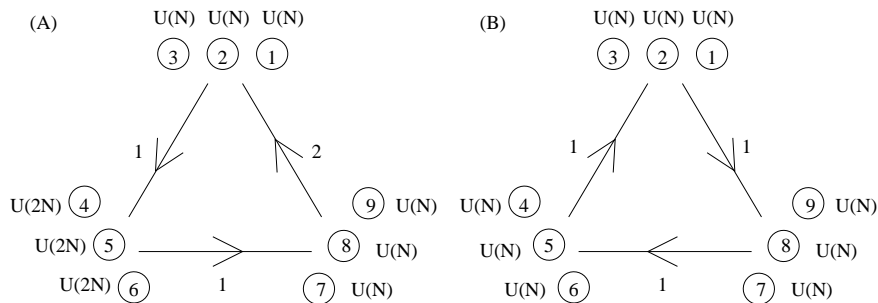 (A) U(N) U(N) U(N)
3 2 1
1 2
U(2N) 4
9 U(N)
U(2N) 5
8 U(N)
U(2N) 6
1
7 U(N)
(B) U(N) U(N) U(N)
3 2 1
1 1
U(N) 4
9 U(N)
U(N) 5
8 U(N)
U(N) 6
1
7 U(N)